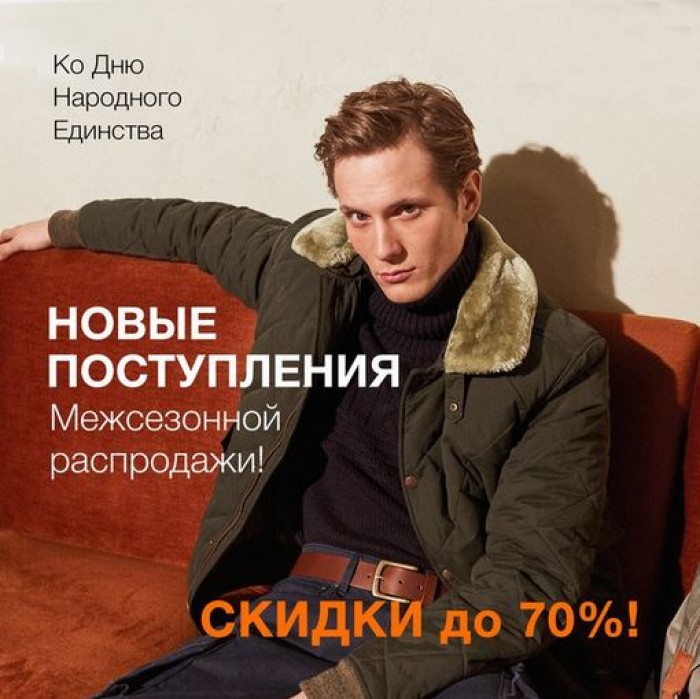 Ко Дню
Народного
Единства
НОВЫЕ
ПОСТУПЛЕНИЯ
Межсезонной
распродажи!
СКИДКИ до 70%!